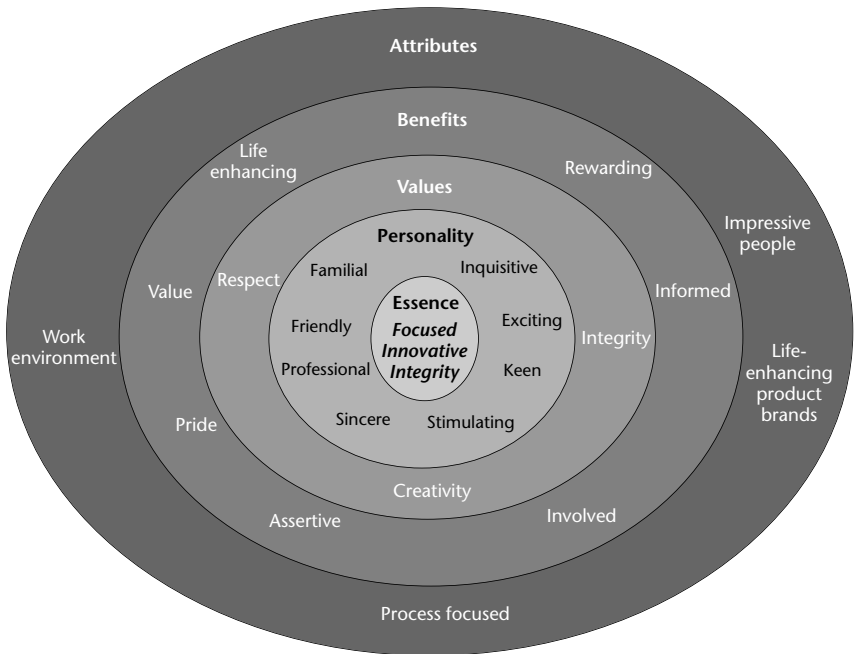 Attributes
Benefits
Life
enhancing
Rewarding
Values
Impressive
people
Personality
Familial
Inquisitive
Respect
Value
Informed
Essence
Focused
Innovative
Integrity
Friendly
Exciting
Work
environment
Integrity
Professional
Keen
Life-
enhancing
product
brands
Sincere
Stimulating
Pride
Creativity
Assertive
Involved
Process focused